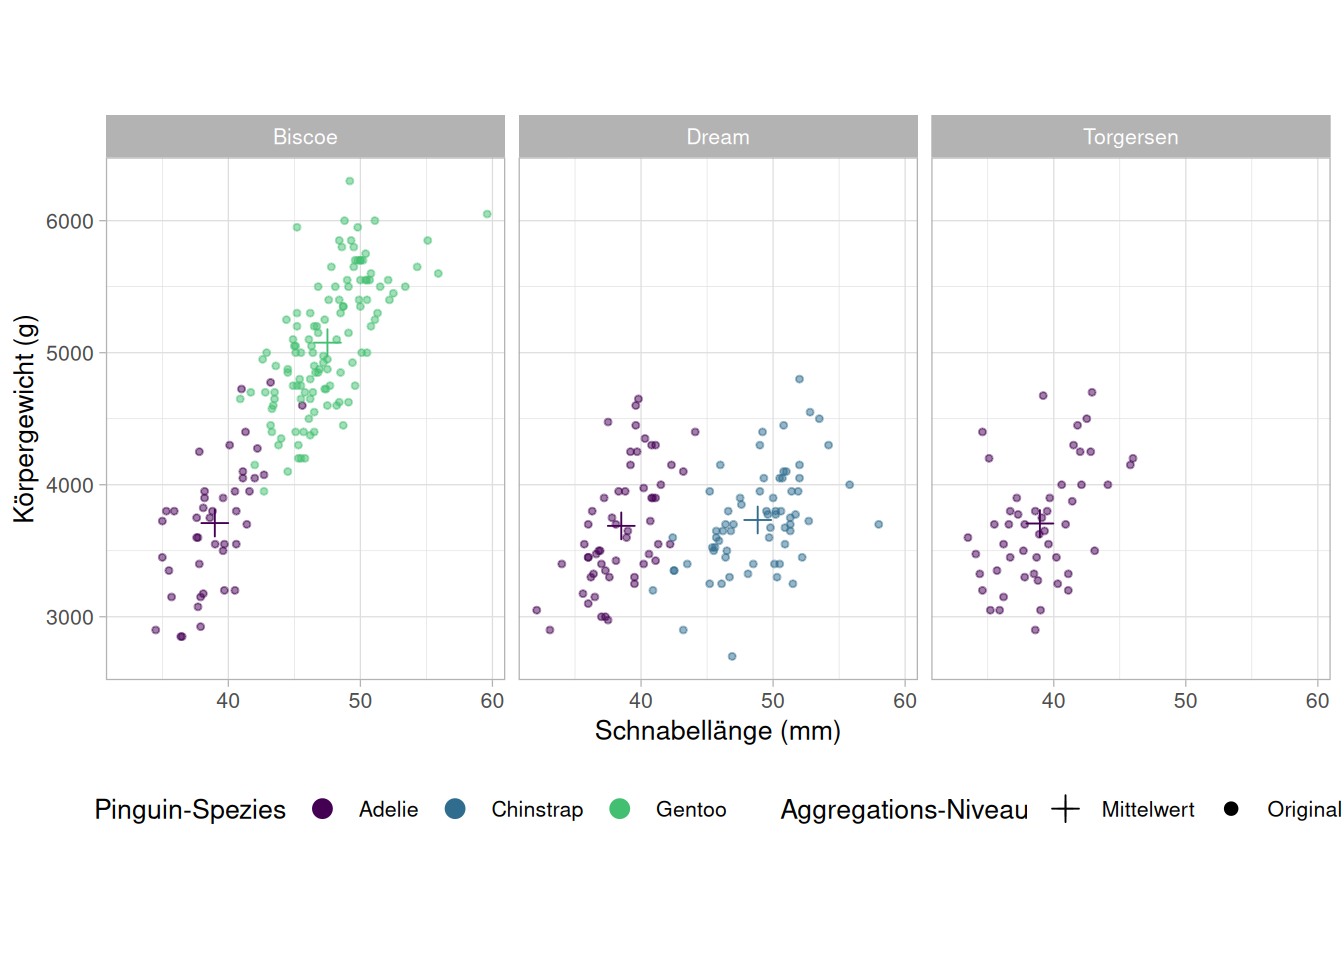 Biscoe Dream Torgersen
6000
5000
4000
3000
Körpergewicht (g)
40 50 60 40 50 60 40 50 60
Schnabellänge (mm)
Pinguin-Spezies Adelie Chinstrap Gentoo Aggregations-Niveau Mittelwert Original